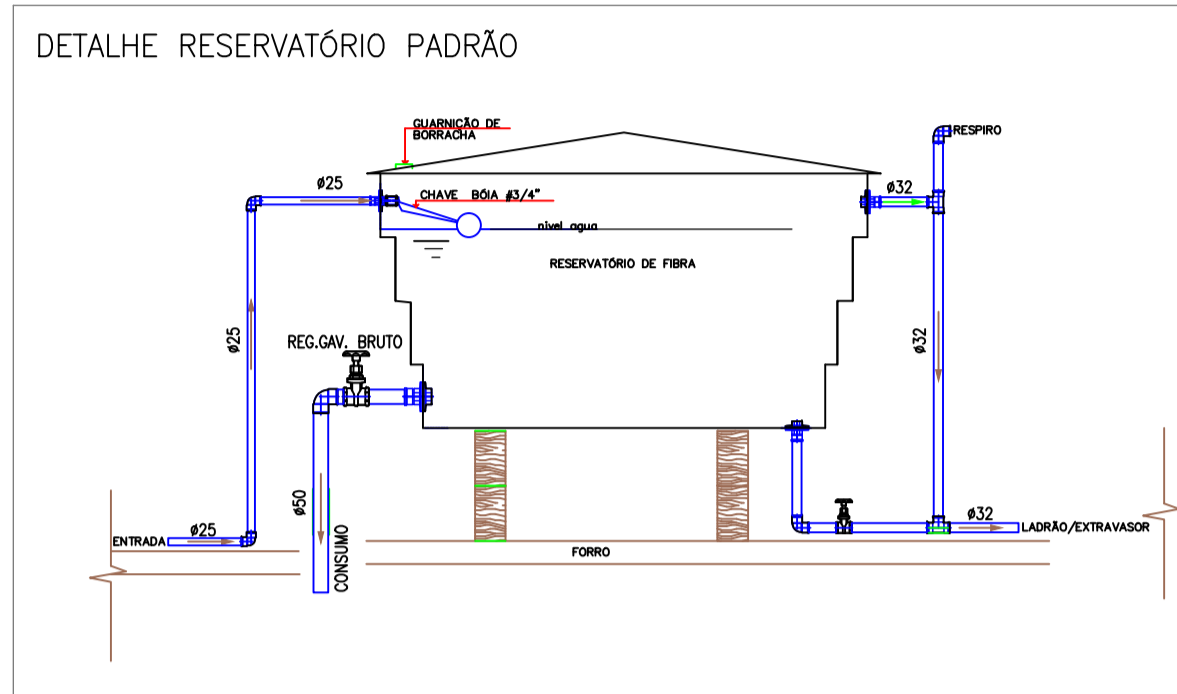 DETALHE RESERVATÓRIO PADRÃO
GUARNICÃO DE
BORRACHA
RESPIRO
ø25
ø32
CHAVE BÓIA #3/4"
nivel agua
RESERVATÓRIO DE FIBRA
ø25
REG.GAV. BRUTO
ø32
ø50
CONSUMO
ENTRADA
ø25
ø32
LADRÃO/EXTRAVASOR
FORRO